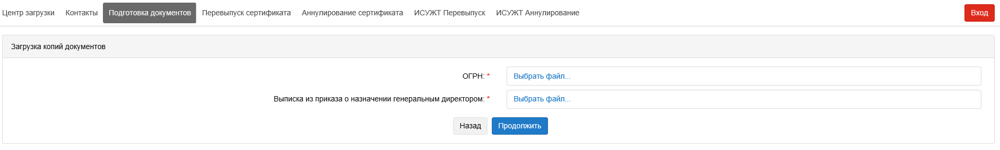 Центр загрузки Контакты Подготовка документов Перевыпуск сертификата Аннулирование сертификата ИСУЖТ Перевыпуск ИСУЖТ Аннулирование Вход
Загрузка копий документов
ОГРН: * Выбрать файл...
Выписка из приказа о назначении генеральным директором: * Выбрать файл...
Назад Продолжить